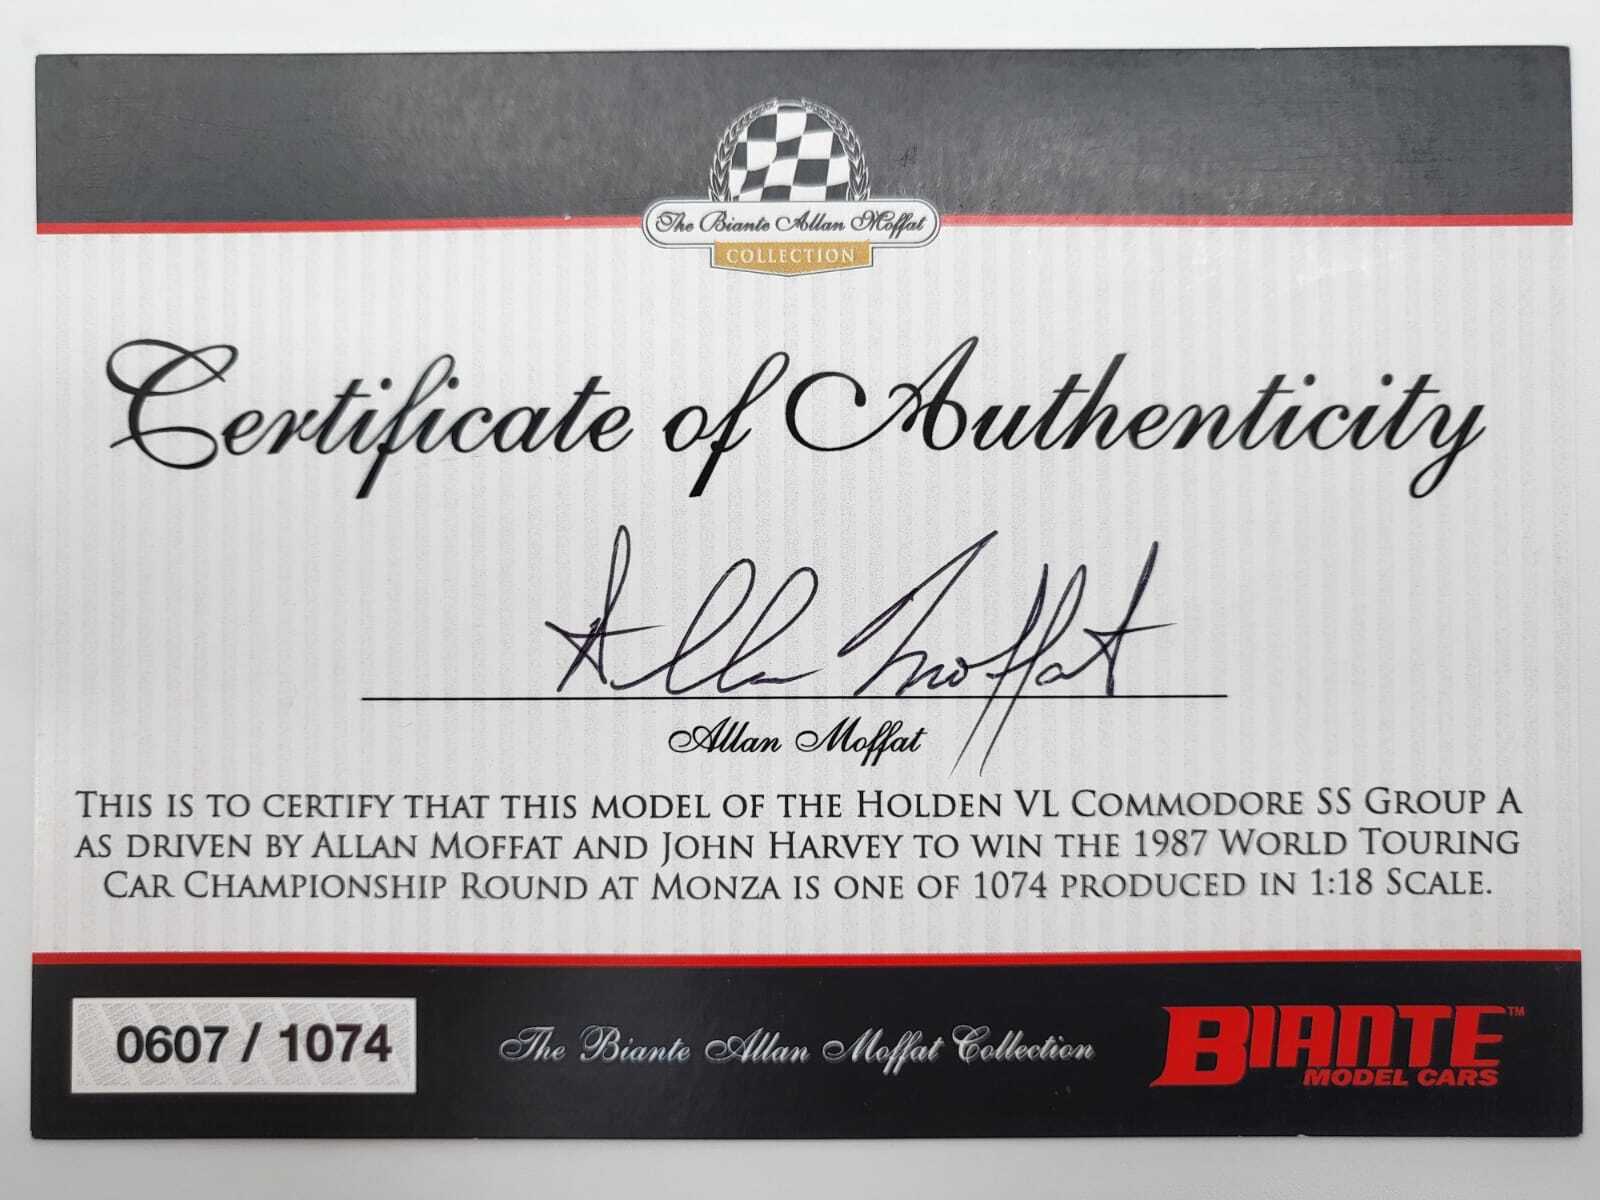 The Biante Allan Moffat
COLLECTION
Certificate of Authenticity
Allan Moffat
Allan Moffat
THIS IS TO CERTIFY THAT THIS MODEL OF THE HOLDEN VL COMMODORE SS GROUP A
AS DRIVEN BY ALLAN MOFFAT AND JOHN HARVEY TO WIN THE 1987 WORLD TOURING
CAR CHAMPIONSHIP ROUND AT MONZA IS ONE OF 1074 PRODUCED IN 1:18 SCALE.
0607 / 1074
The Biante Allan Moffat Collection
BIANTE™
MODEL CARS